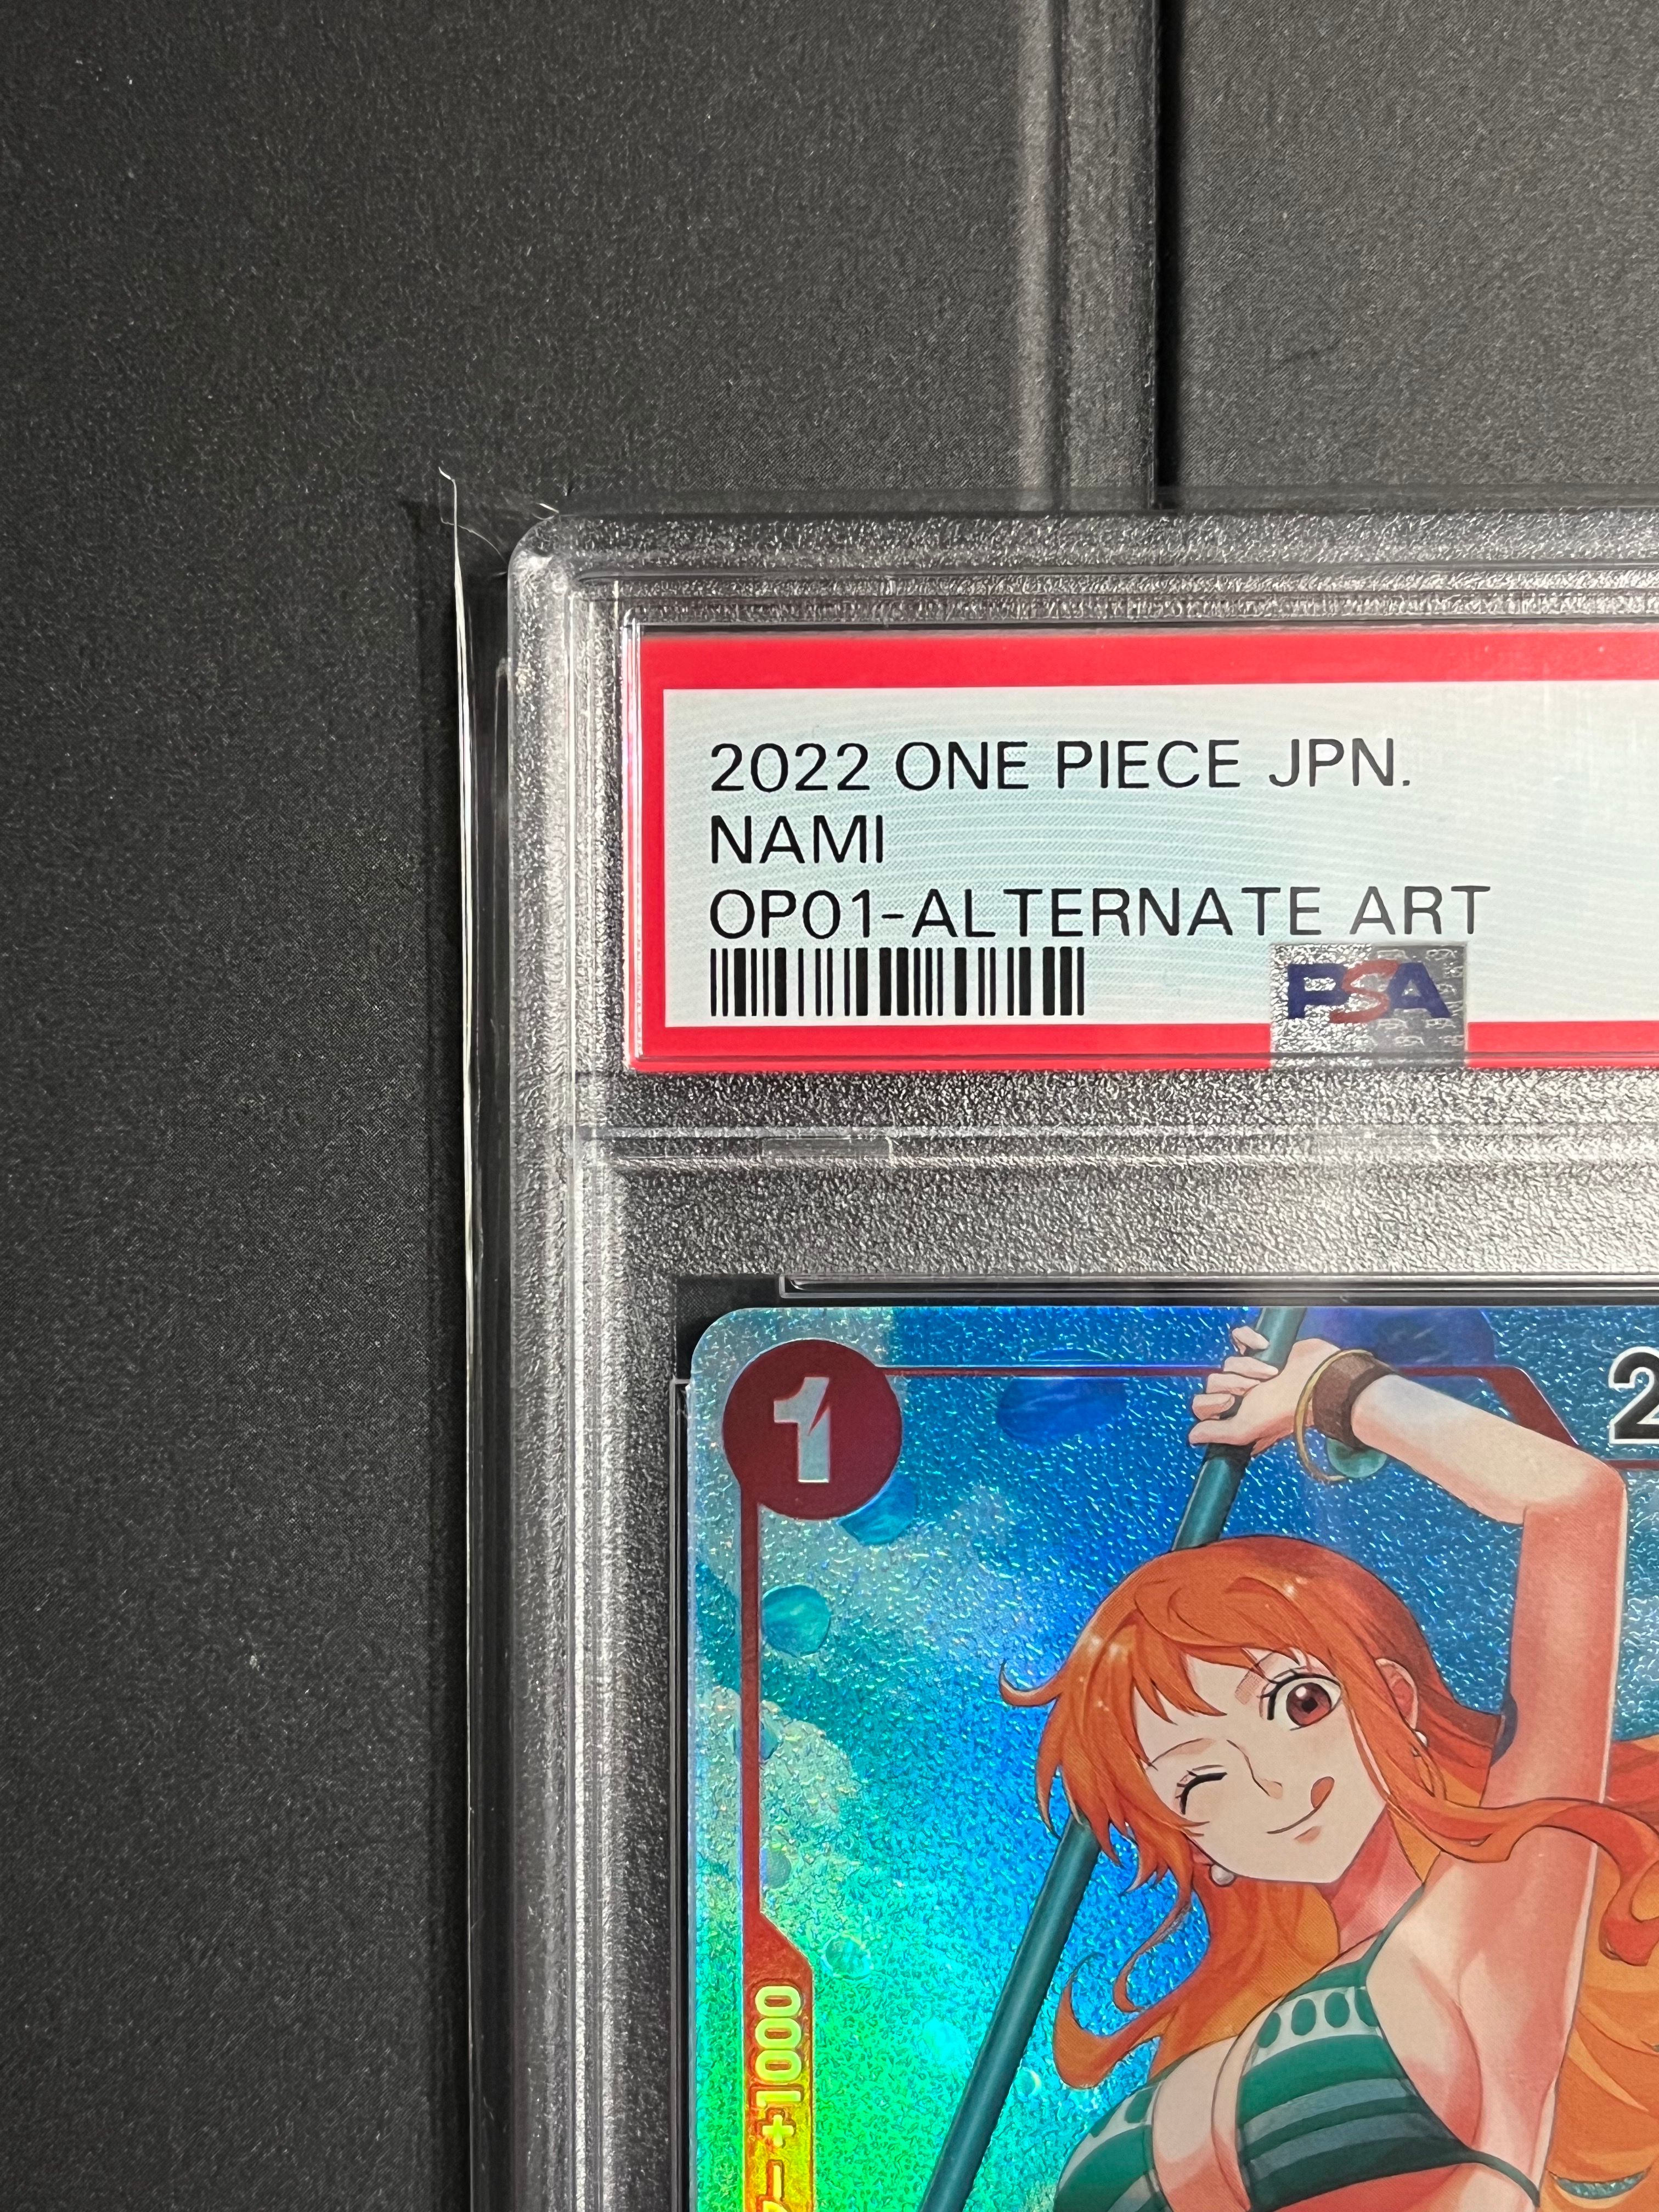 2022 ONE PIECE JPN.
NAMI
OP01-ALTERNATE ART
PSA
1
2
+1000